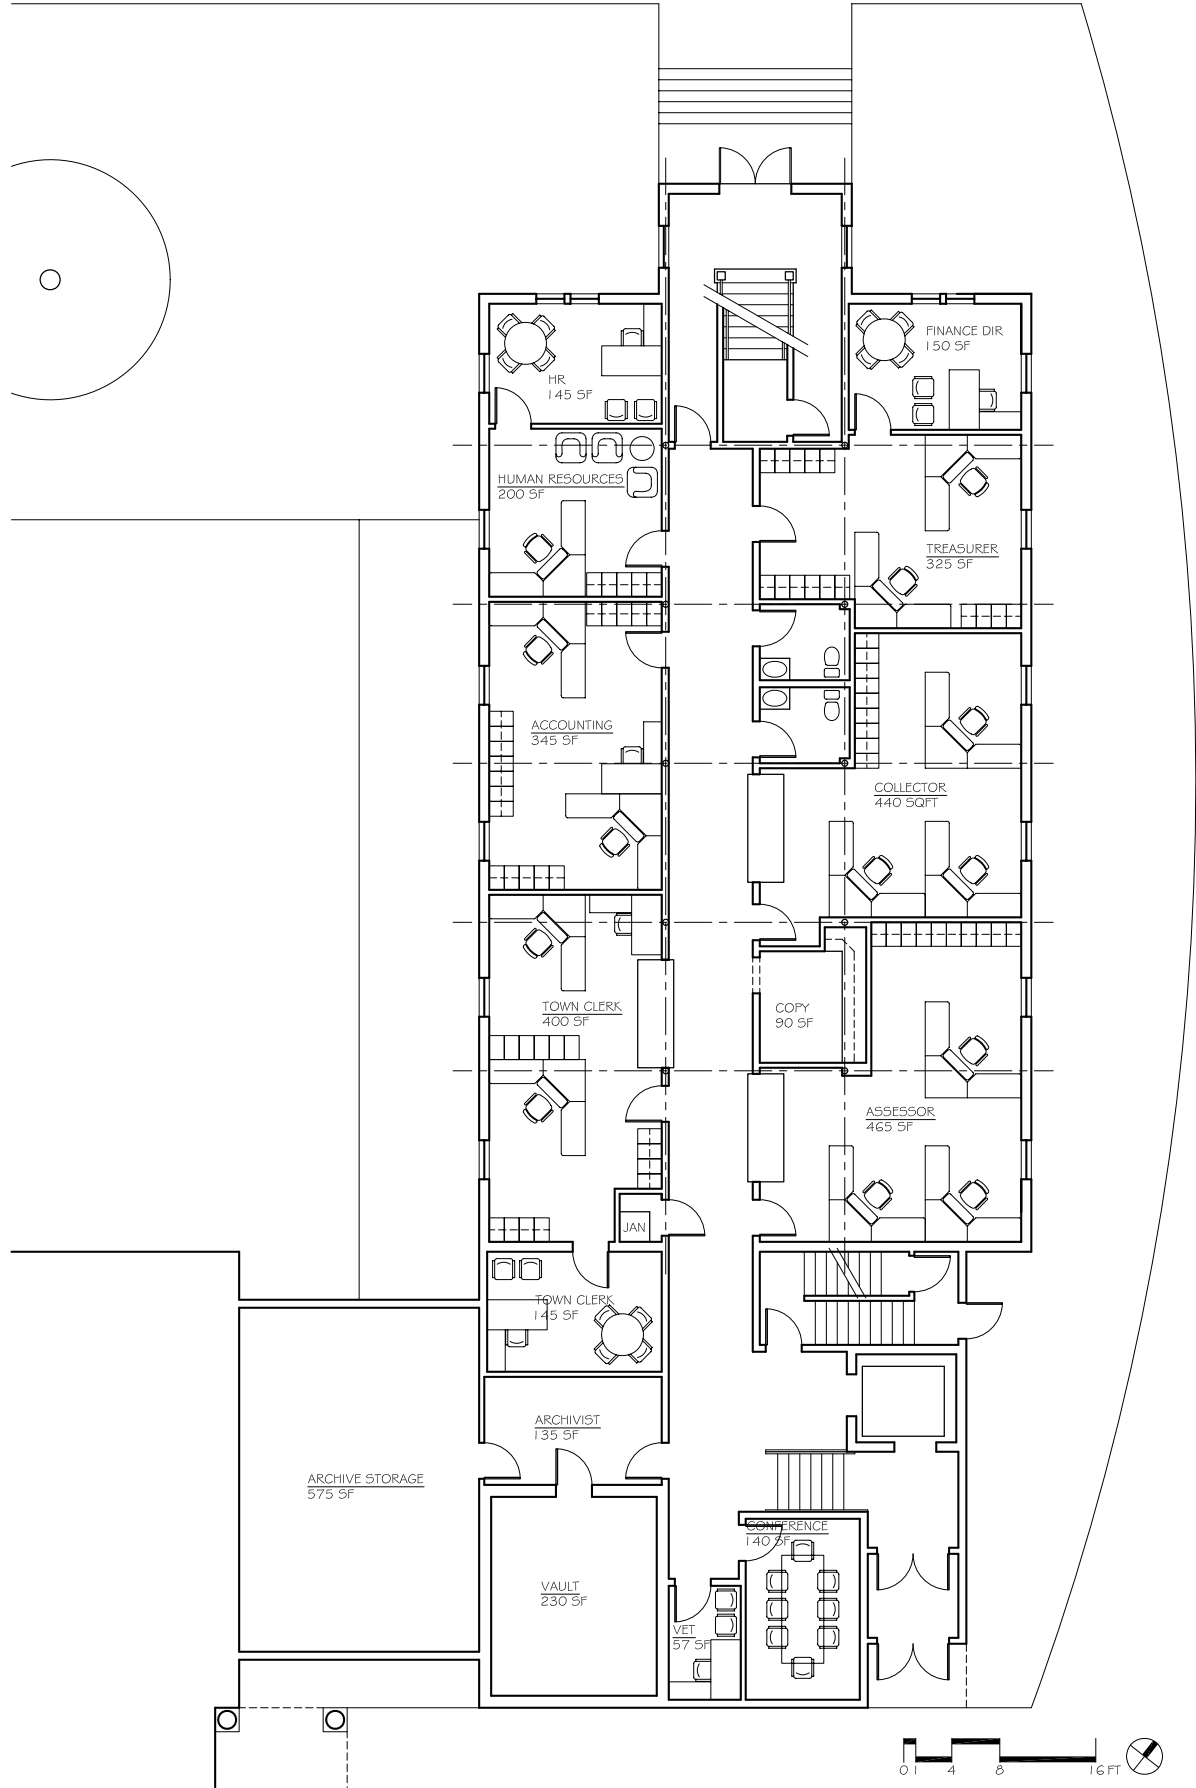 FINANCE DIR
150 SF
HR
145 SF
HUMAN RESOURCES
200 SF
TREASURER
325 SF
ACCOUNTING
345 SF
COLLECTOR
440 SQFT
TOWN CLERK
400 SF
COPY
90 SF
ASSESSOR
465 SF
JAN
TOWN CLERK
145 SF
ARCHIVIST
135 SF
ARCHIVE STORAGE
575 SF
CONFERENCE
140 SF
VAULT
230 SF
VET
57 SF
0 1 4 8 16 FT